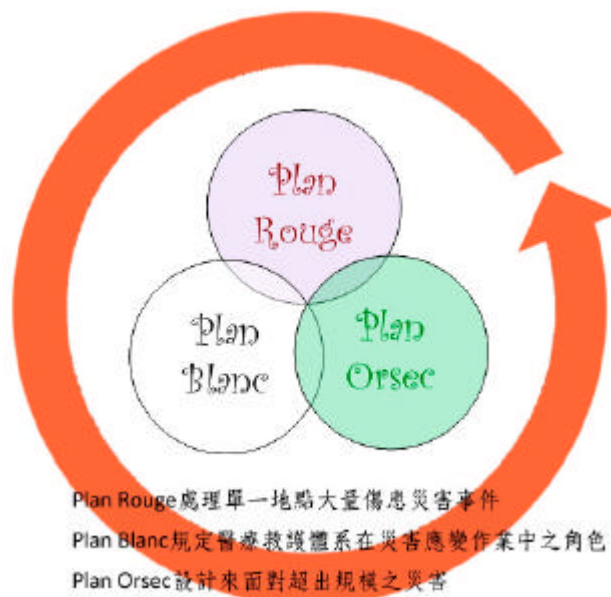 Plan
Rouge
Plan
Blanc
Plan
Orsec
Plan Rouge處理單一地點大量傷患災害事件
Plan Blanc規定醫療救護體系在災害應變作業中之角色
Plan Orsec設計來面對超出規模之災害